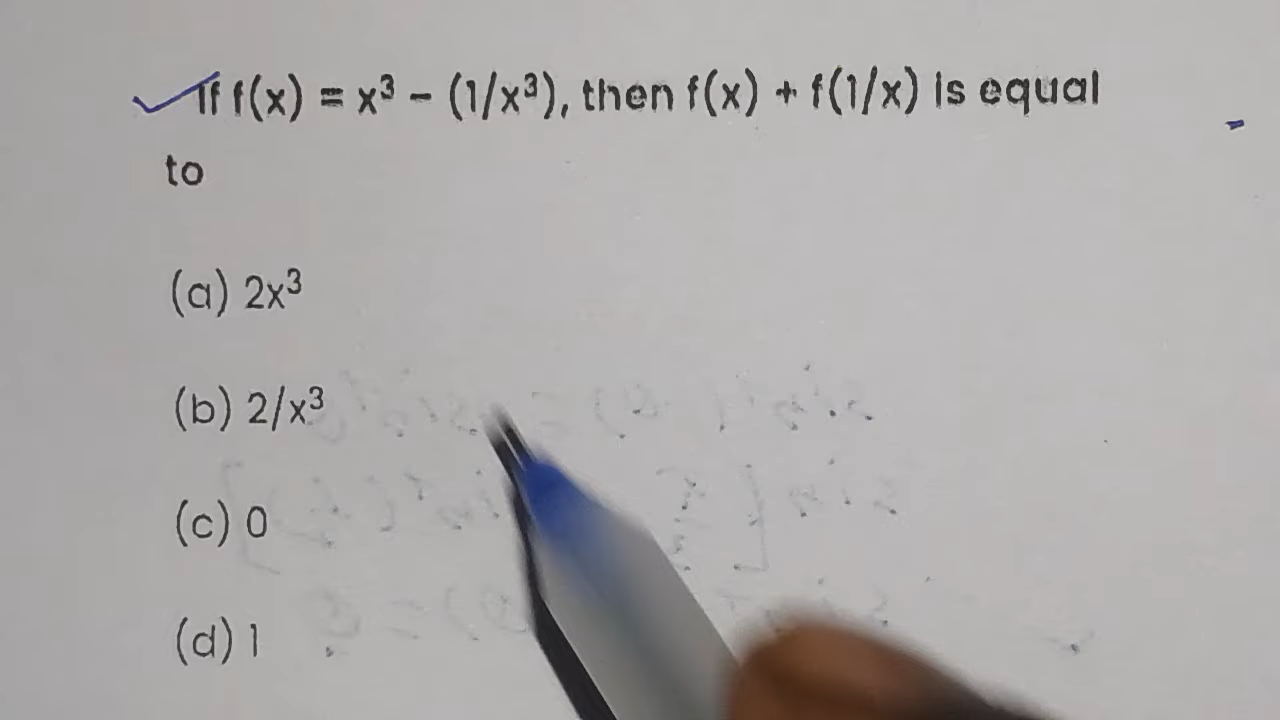 If f(x) = x³ - (1/x³), then f(x) + f(1/x) is equal
to
(a) 2x³
(b) 2/x³
(c) 0
(d) 1